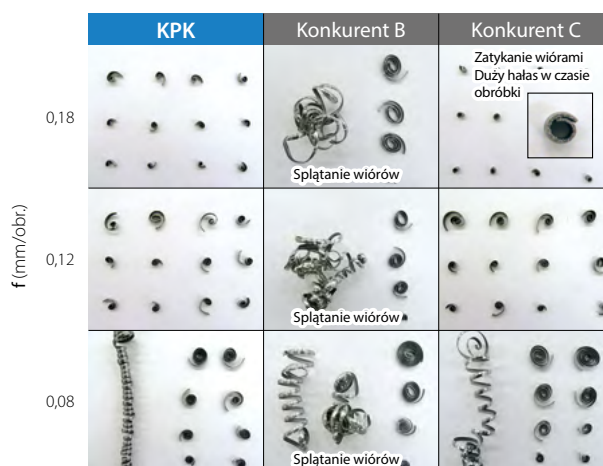 KPK
Konkurent B
Konkurent C
f (mm/obr.)
0,18
Splątanie wiórów
Zatykanie wiórami
Duży hałas w czasie
obróbki
0,12
Splątanie wiórów
0,08
Splątanie wiórów